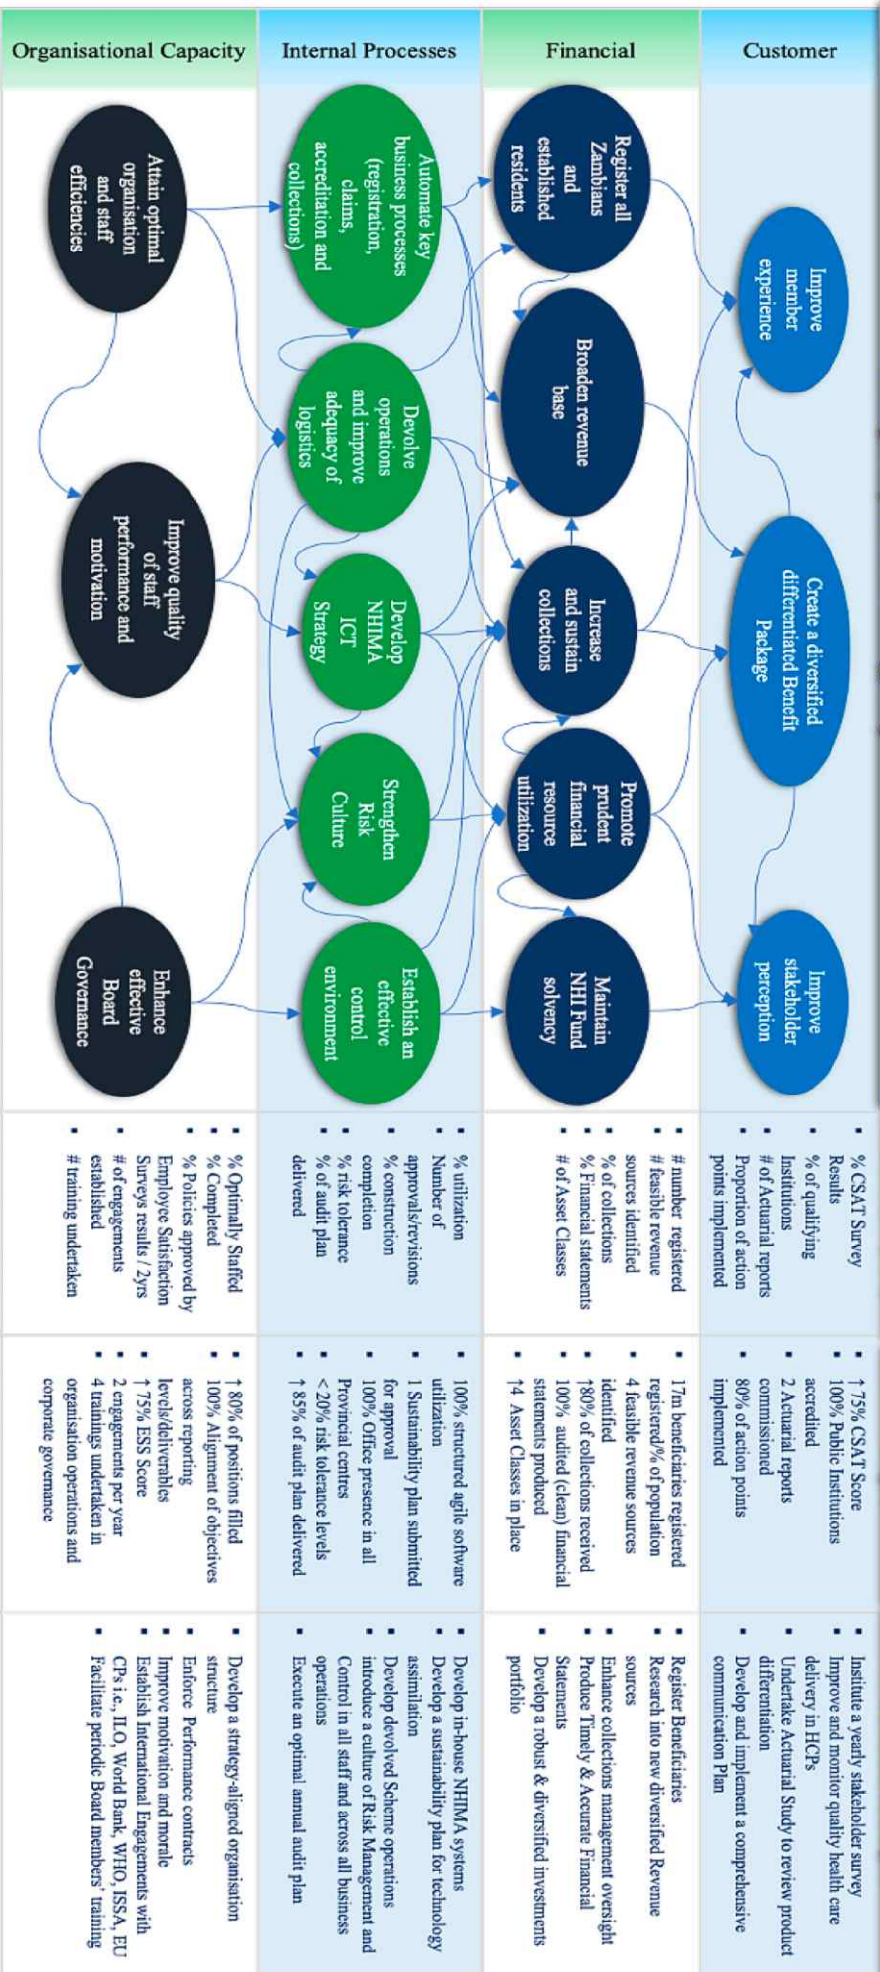 Customer
Improve
member
experience
Create a diversified
differentiated Benefit
Package
Improve
stakeholder
perception
▪ % CSAT Survey
Results
▪ % of qualifying
Institutions
▪ # of Actuarial reports
▪ Proportion of action
points implemented
▪ ↑ 75% CSAT Score
▪ 100% Public Institutions
accredited
▪ 2 Actuarial reports
commissioned
▪ 80% of action points
implemented
▪ Institute a yearly stakeholder survey
▪ Improve and monitor quality health care
delivery in HCPs
▪ Undertake Actuarial Study to review product
differentiation
▪ Develop and implement a comprehensive
communication Plan
Financial
Register all
Zambians
and
established
residents
Broaden revenue
base
Increase
and sustain
collections
Promote
prudent
financial
resource
utilization
Maintain
NHI Fund
solvency
▪ # number registered
▪ # feasible revenue
sources identified
▪ % of collections
▪ % Financial statements
▪ # of Asset Classes
▪ 17m beneficiaries registered
registered/% of population
▪ 4 feasible revenue sources
identified
▪ ↑80% of collections received
▪ 100% audited (clean) financial
statements produced
▪ ↑4 Asset Classes in place
▪ Register Beneficiaries
▪ Research into new diversified Revenue
sources
▪ Enhance collections management oversight
▪ Produce Timely & Accurate Financial
Statements
▪ Develop a robust & diversified investments
portfolio
Internal Processes
Automate key
business processes
(registration,
claims,
accreditation and
collections)
Devolve
operations
and improve
adequacy of
logistics
Develop
NHIMA
ICT
Strategy
Strengthen
Risk
Culture
Establish an
effective
control
environment
▪ % utilization
▪ Number of
approvals/revisions
▪ % construction
completion
▪ % risk tolerance
▪ % of audit plan
delivered
▪ 100% structured agile software
utilization
▪ 1 Sustainability plan submitted
for approval
▪ 100% Office presence in all
Provincial centres
▪ < 20% risk tolerance levels
▪ ↑ 85% of audit plan delivered
▪ Develop in-house NHIMA systems
▪ Develop a sustainability plan for technology
assimilation
▪ Develop devolved Scheme operations
▪ introduce a culture of Risk Management and
Control in all staff and across all business
operations
▪ Execute an optimal annual audit plan
Organisational Capacity
Attain optimal
organisation
and staff
efficiencies
Improve quality
of staff
performance and
motivation
Enhance
effective
Board
Governance
▪ % Optimally Staffed
▪ % Completed
▪ % Policies approved by
Employee Satisfaction
Surveys results / 2yrs
▪ # of engagements
established
▪ # training undertaken
▪ ↑ 80% of positions filled
▪ 100% Alignment of objectives
across reporting
levels/deliverables
▪ ↑ 75% ESS Score
▪ 2 engagements per year
▪ 4 trainings undertaken in
organisation operations and
corporate governance
▪ Develop a strategy-aligned organisation
structure
▪ Enforce Performance contracts
▪ Improve motivation and morale
▪ Establish International Engagements with
CPs i.e., ILO, World Bank, WHO, ISSA, EU
▪ Facilitate periodic Board members' training